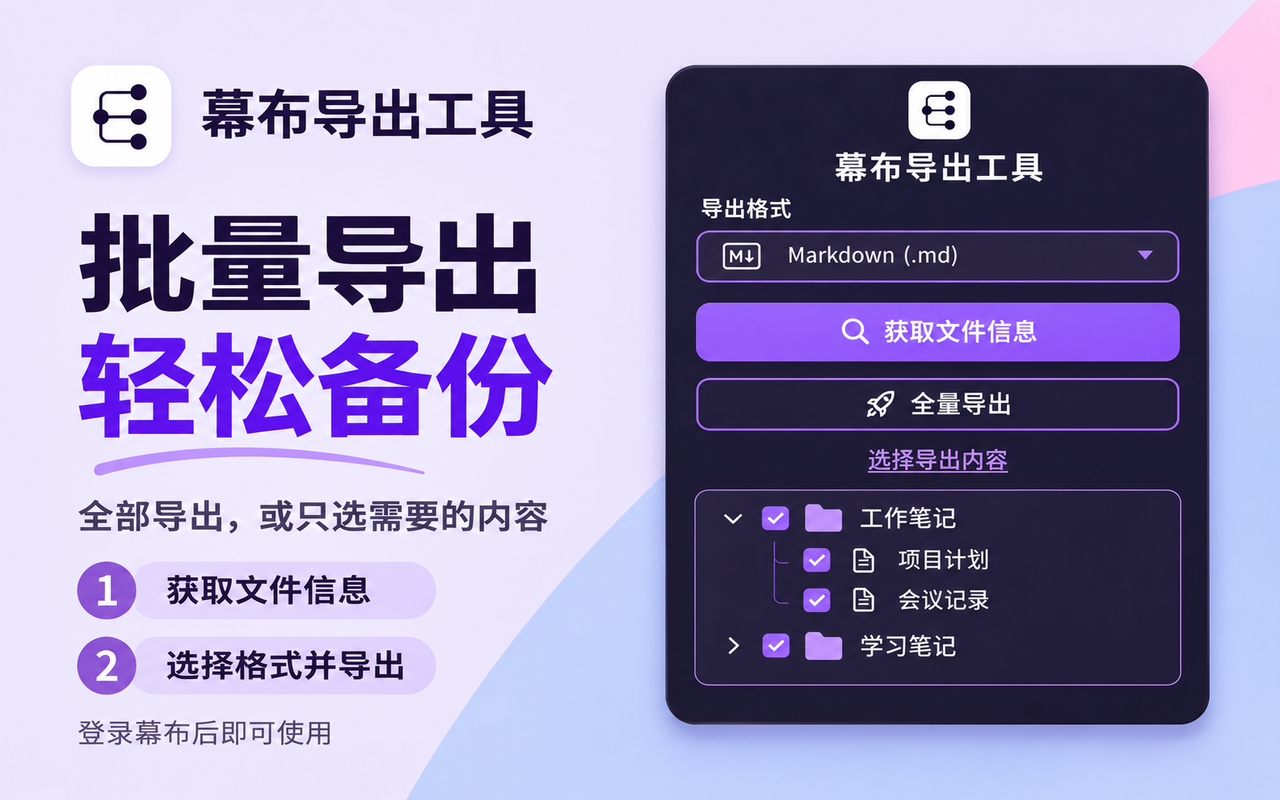 幕布导出工具
批量导出
轻松备份
全部导出，或只选需要的内容
1 获取文件信息
2 选择格式并导出
登录幕布后即可使用
幕布导出工具
导出格式
M↓ Markdown (.md)
获取文件信息
全量导出
选择导出内容
工作笔记
项目计划
会议记录
学习笔记